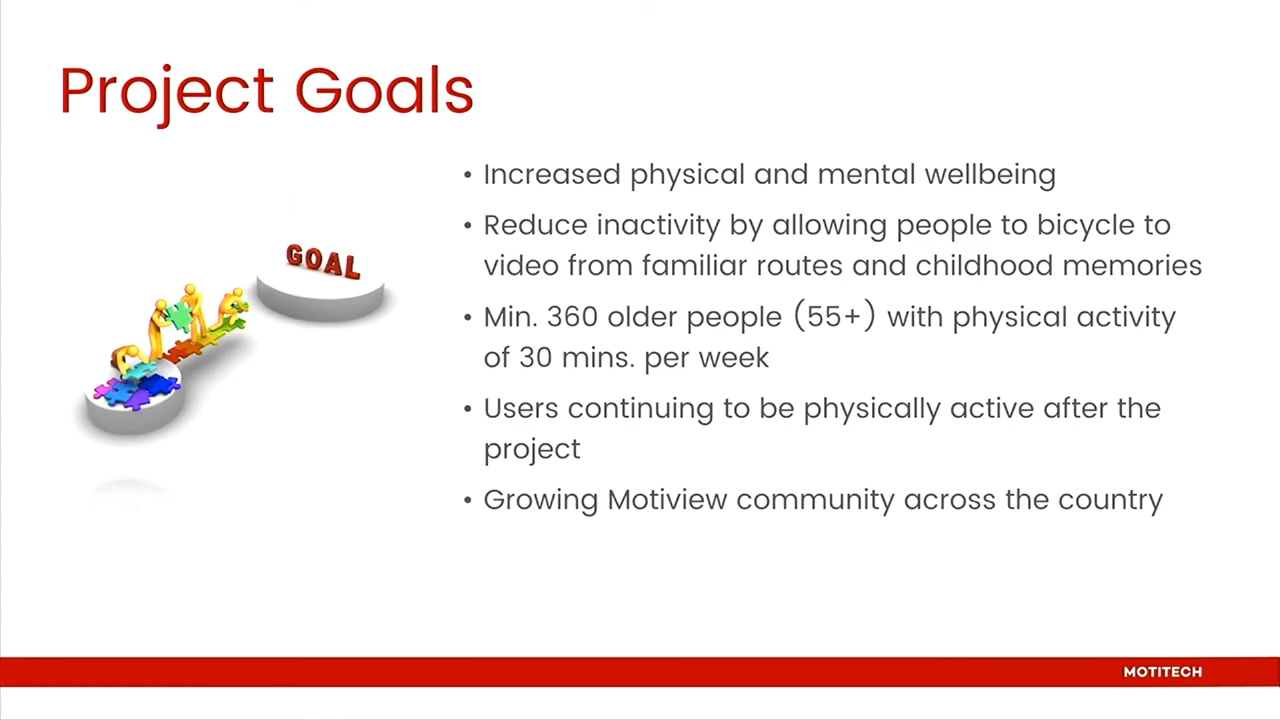 Project Goals
• Increased physical and mental wellbeing
• Reduce inactivity by allowing people to bicycle to
video from familiar routes and childhood memories
GOAL
• Min. 360 older people (55+) with physical activity
of 30 mins. per week
• Users continuing to be physically active after the
project
• Growing Motiview community across the country
MOTITECH